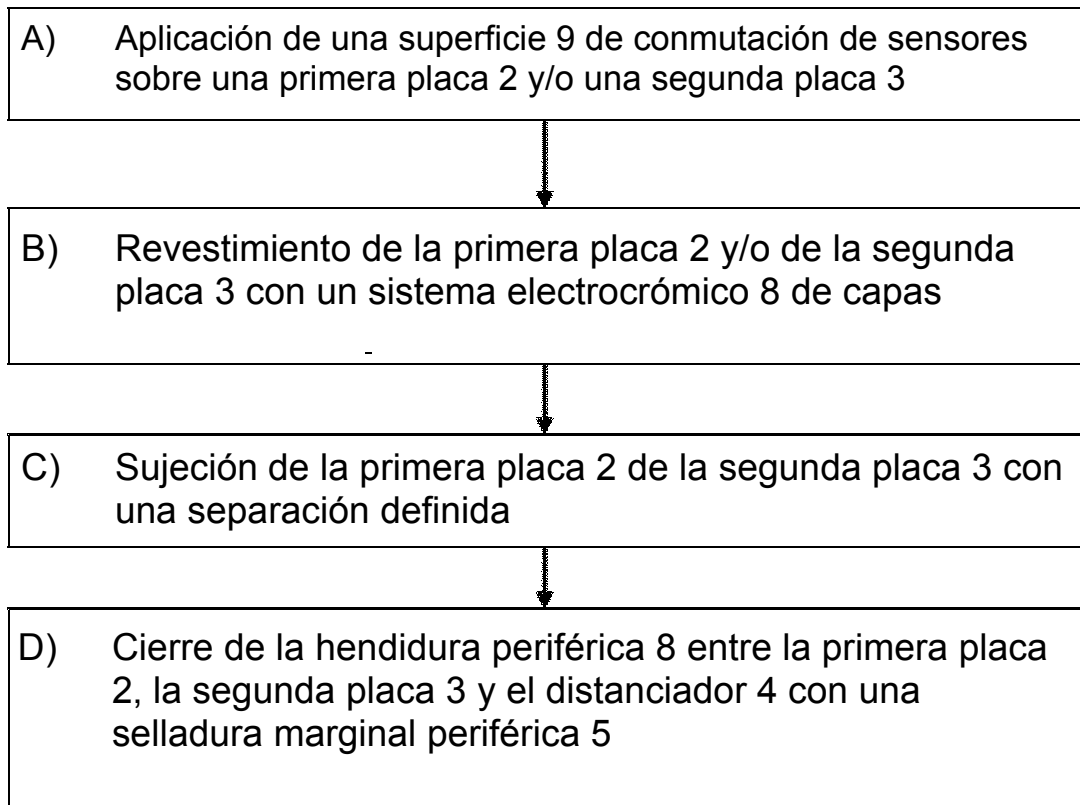 A) Aplicación de una superficie 9 de conmutación de sensores
sobre una primera placa 2 y/o una segunda placa 3
B) Revestimiento de la primera placa 2 y/o de la segunda
placa 3 con un sistema electrocrómico 8 de capas
C) Sujeción de la primera placa 2 de la segunda placa 3 con
una separación definida
D) Cierre de la hendidura periférica 8 entre la primera placa
2, la segunda placa 3 y el distanciador 4 con una
selladura marginal periférica 5